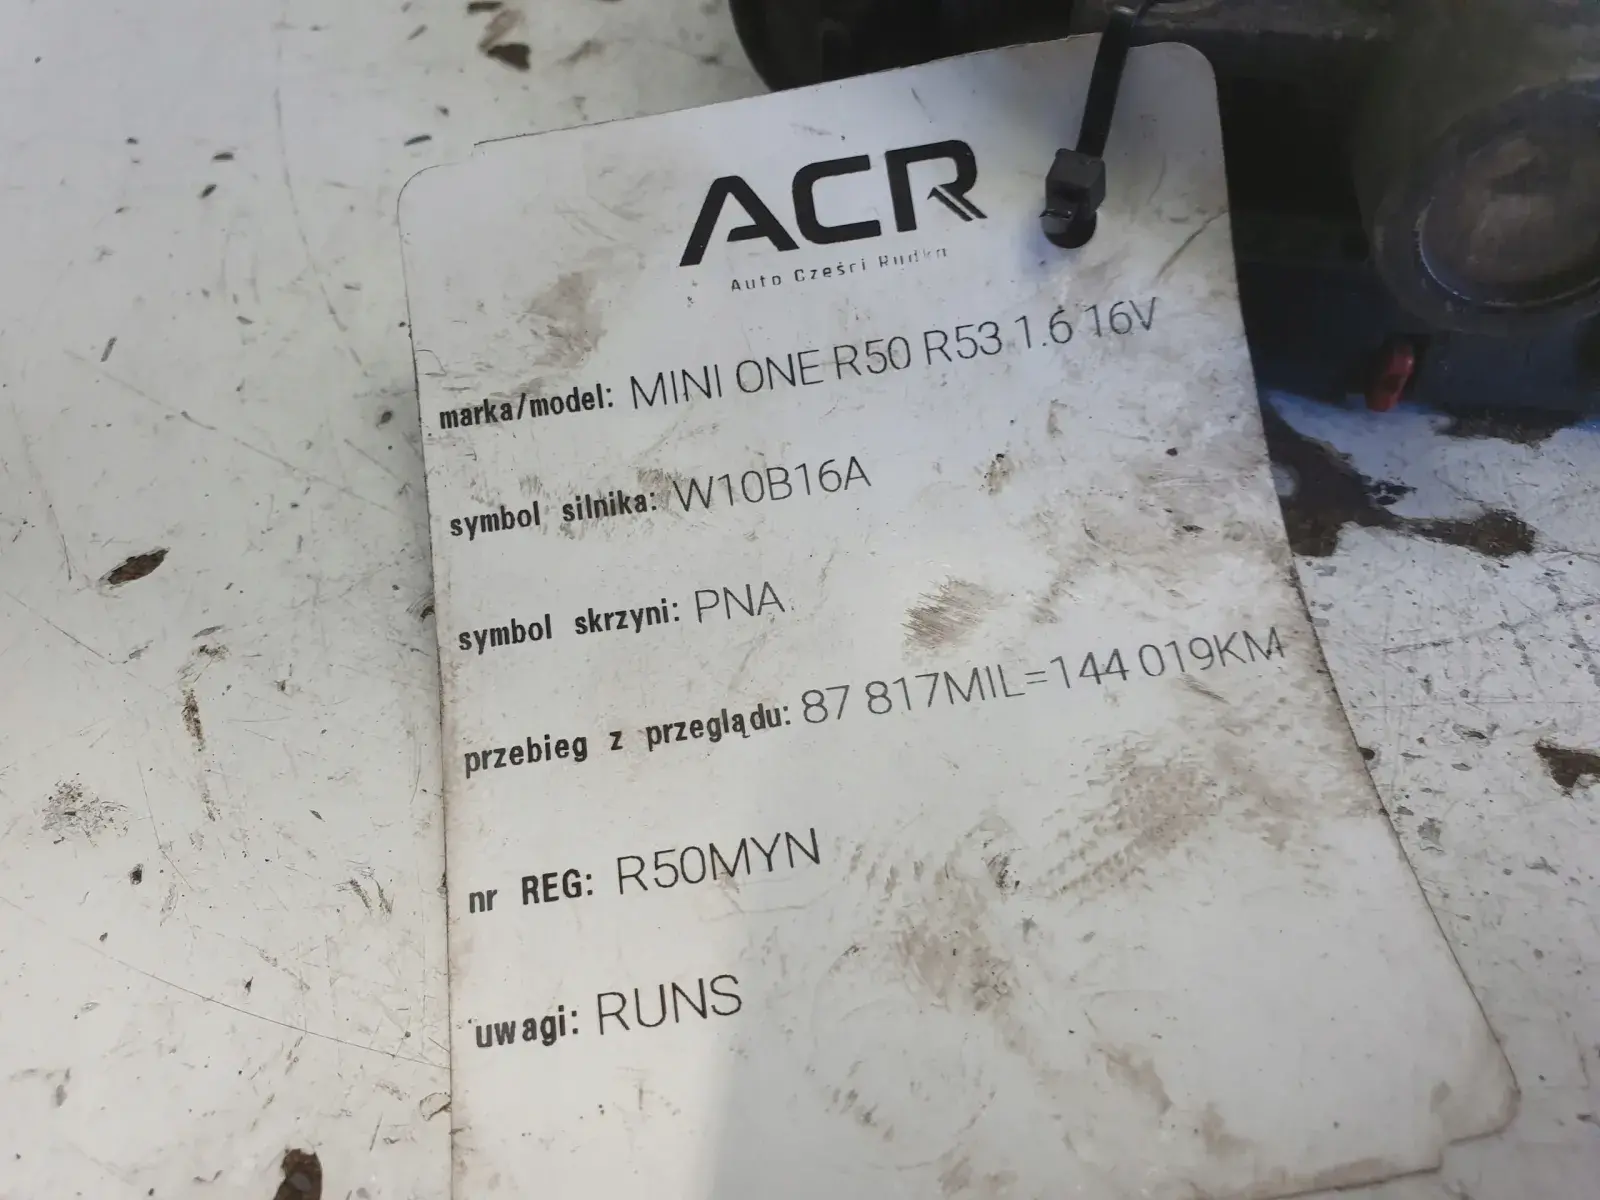 ACR
Auto Części Rudka
marka/model: MINI ONE R50 R53 1.6 16V
symbol silnika: W10B16A
symbol skrzyni: PNA
przebieg z przeglądu: 87 817MIL=144 019KM
nr REG: R50MYN
uwagi: RUNS